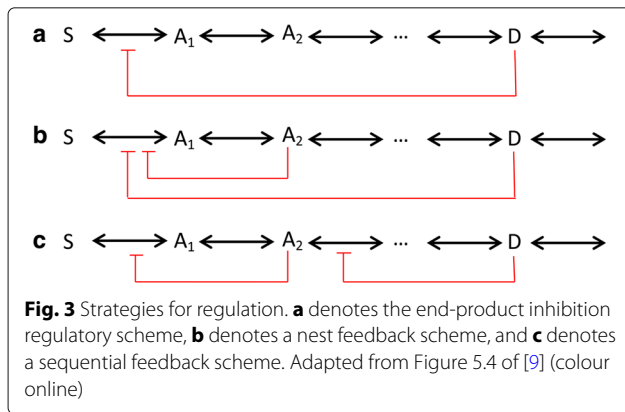 a S A₁ A₂ ... D
b S A₁ A₂ ... D
c S A₁ A₂ ... D
Fig. 3 Strategies for regulation. a denotes the end-product inhibition
regulatory scheme, b denotes a nest feedback scheme, and c denotes
a sequential feedback scheme. Adapted from Figure 5.4 of [9] (colour
online)